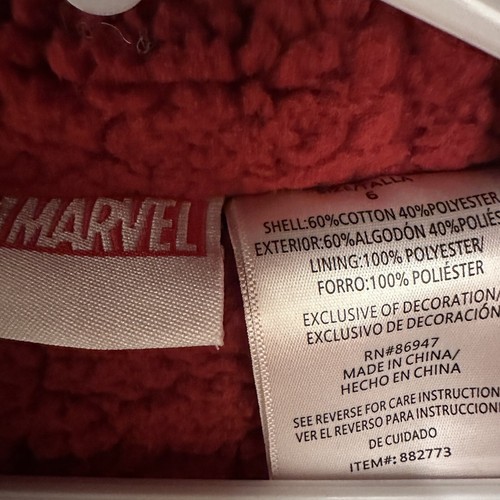 MARVEL
6
SHELL:60%COTTON 40%POLYESTER
EXTERIOR:60%ALGODÓN 40%POLIÉS
LINING:100% POLYESTER/
FORRO:100% POLIÉSTER
EXCLUSIVE OF DECORATION/
EXCLUSIVO DE DECORACIÓN
RN#86947
MADE IN CHINA/
HECHO EN CHINA
SEE REVERSE FOR CARE INSTRUCTION
VER EL REVERSO PARA INSTRUCCION
DE CUIDADO
ITEM#: 882773